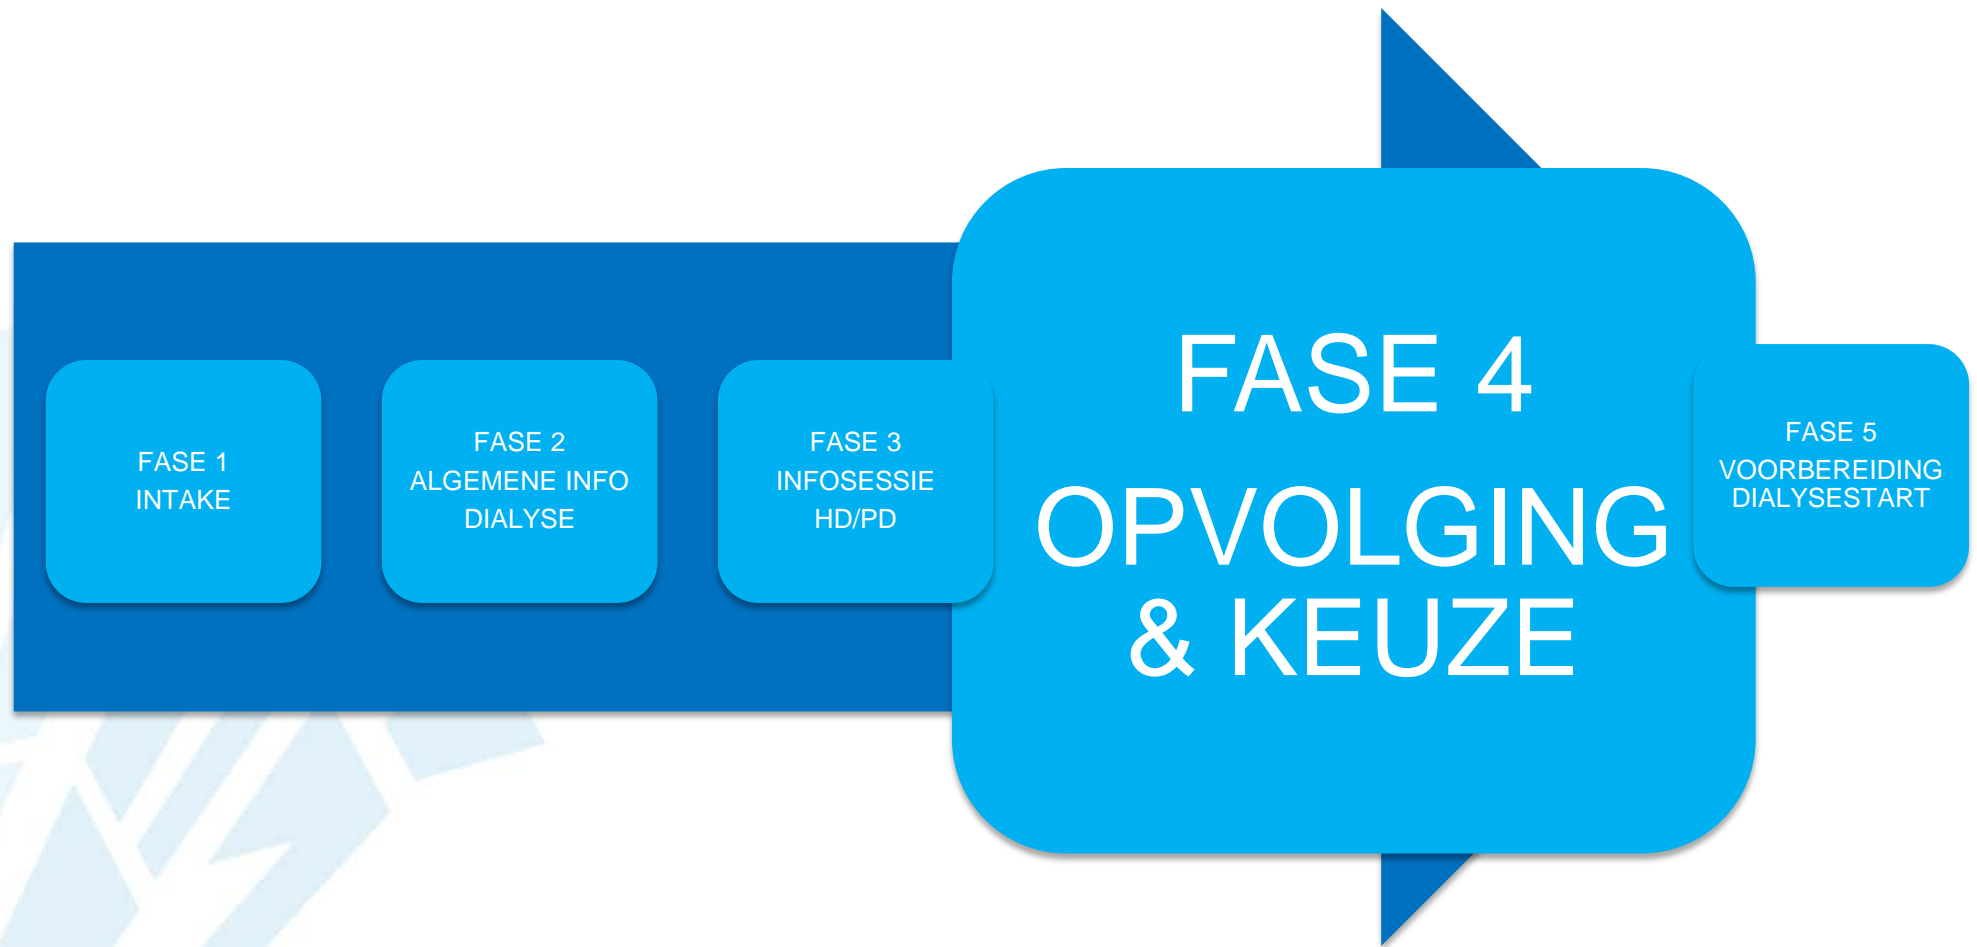 FASE 1
INTAKE
FASE 2
ALGEMENE INFO
DIALYSE
FASE 3
INFOSESSIE
HD/PD
FASE 4
OPVOLGING
& KEUZE
FASE 5
VOORBEREIDING
DIALYSESTART